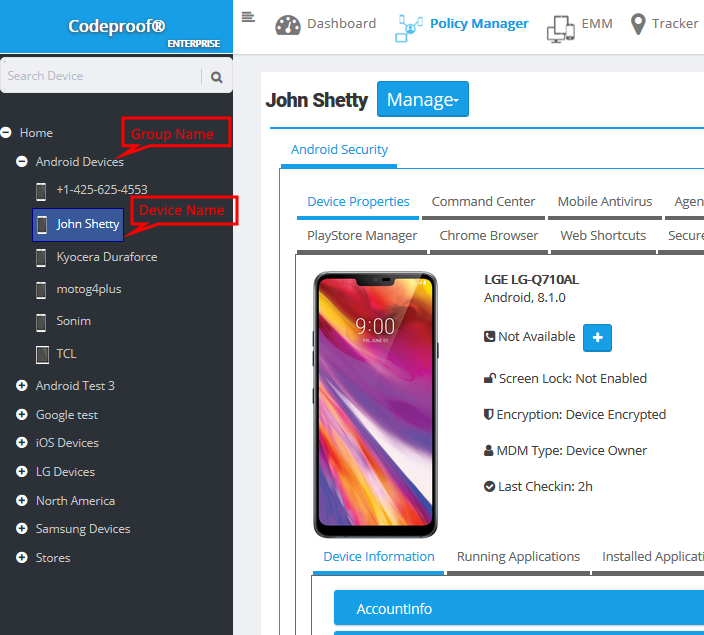 Codeproof®
ENTERPRISE
Dashboard
Policy Manager
EMM
Tracker
Search Device
John Shetty
Manage
Home
Group Name
Android Devices
+1-425-625-4553
Device Name
John Shetty
Kyocera Duraforce
motog4plus
Sonim
TCL
Android Test 3
Google test
iOS Devices
LG Devices
North America
Samsung Devices
Stores
Android Security
Device Properties
Command Center
Mobile Antivirus
Agen
PlayStore Manager
Chrome Browser
Web Shortcuts
Secure
9:00
FRI, JUNE 01
LGE LG-Q710AL
Android, 8.1.0
Not Available
+
Screen Lock: Not Enabled
Encryption: Device Encrypted
MDM Type: Device Owner
Last Checkin: 2h
Device Information
Running Applications
Installed Applicati
AccountInfo